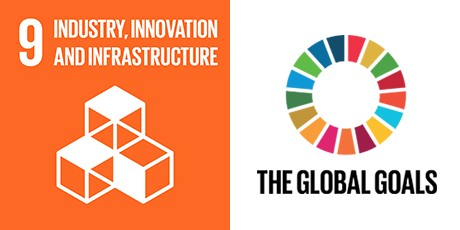 9
INDUSTRY, INNOVATION
AND INFRASTRUCTURE
THE GLOBAL GOALS